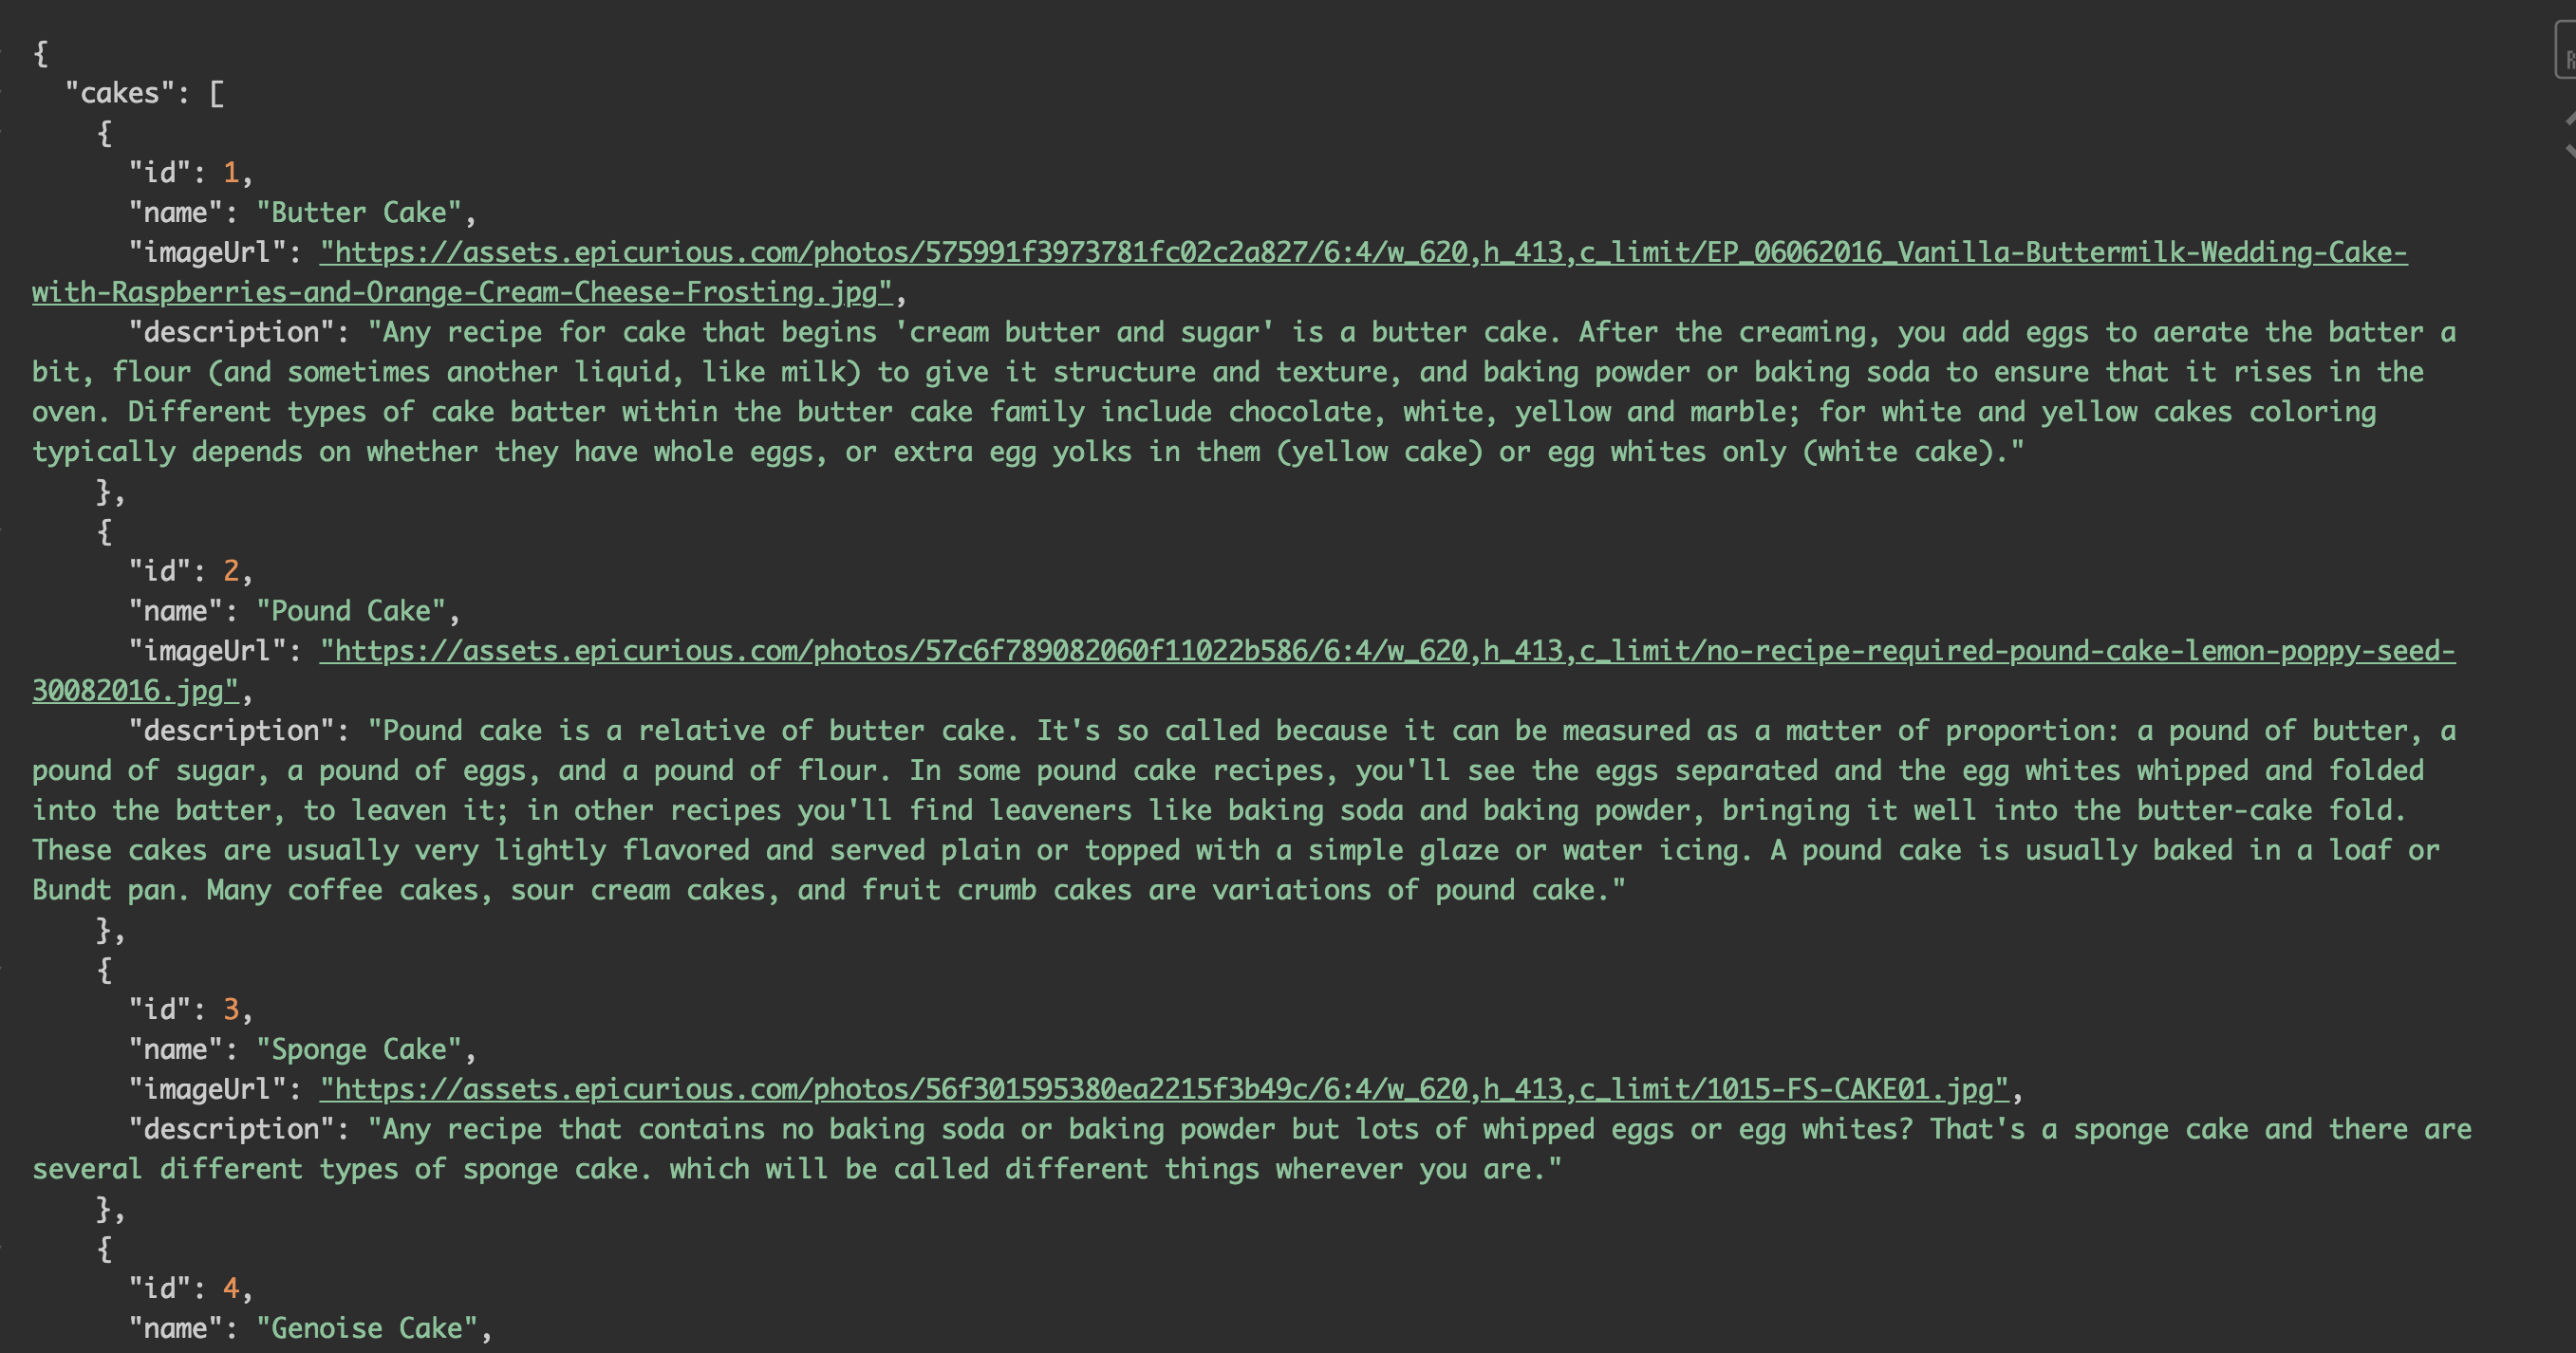 {
"cakes": [
{
"id": 1,
"name": "Butter Cake",
"imageUrl": "https://assets.epicurious.com/photos/575991f3973781fc02c2a827/6:4/w_620,h_413,c_limit/EP_06062016_Vanilla-Buttermilk-Wedding-Cake-
with-Raspberries-and-Orange-Cream-Cheese-Frosting.jpg",
"description": "Any recipe for cake that begins 'cream butter and sugar' is a butter cake. After the creaming, you add eggs to aerate the batter a
bit, flour (and sometimes another liquid, like milk) to give it structure and texture, and baking powder or baking soda to ensure that it rises in the
oven. Different types of cake batter within the butter cake family include chocolate, white, yellow and marble; for white and yellow cakes coloring
typically depends on whether they have whole eggs, or extra egg yolks in them (yellow cake) or egg whites only (white cake)."
},
{
"id": 2,
"name": "Pound Cake",
"imageUrl": "https://assets.epicurious.com/photos/57c6f789082060f11022b586/6:4/w_620,h_413,c_limit/no-recipe-required-pound-cake-lemon-poppy-seed-
30082016.jpg",
"description": "Pound cake is a relative of butter cake. It's so called because it can be measured as a matter of proportion: a pound of butter, a
pound of sugar, a pound of eggs, and a pound of flour. In some pound cake recipes, you'll see the eggs separated and the egg whites whipped and folded
into the batter, to leaven it; in other recipes you'll find leaveners like baking soda and baking powder, bringing it well into the butter-cake fold.
These cakes are usually very lightly flavored and served plain or topped with a simple glaze or water icing. A pound cake is usually baked in a loaf or
Bundt pan. Many coffee cakes, sour cream cakes, and fruit crumb cakes are variations of pound cake."
},
{
"id": 3,
"name": "Sponge Cake",
"imageUrl": "https://assets.epicurious.com/photos/56f301595380ea2215f3b49c/6:4/w_620,h_413,c_limit/1015-FS-CAKE01.jpg",
"description": "Any recipe that contains no baking soda or baking powder but lots of whipped eggs or egg whites? That's a sponge cake and there are
several different types of sponge cake. which will be called different things wherever you are."
},
{
"id": 4,
"name": "Genoise Cake",